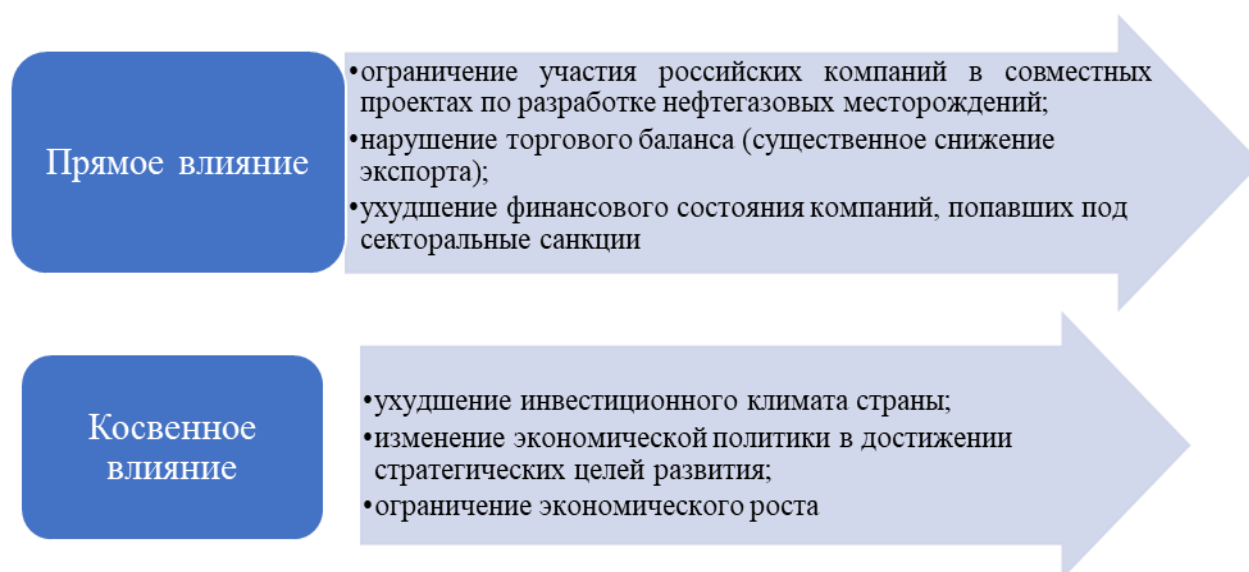 Прямое влияние
•ограничение участия российских компаний в совместных
проектах по разработке нефтегазовых месторождений;
•нарушение торгового баланса (существенное снижение
экспорта);
•ухудшение финансового состояния компаний, попавших под
секторальные санкции
Косвенное
влияние
•ухудшение инвестиционного климата страны;
•изменение экономической политики в достижении
стратегических целей развития;
•ограничение экономического роста